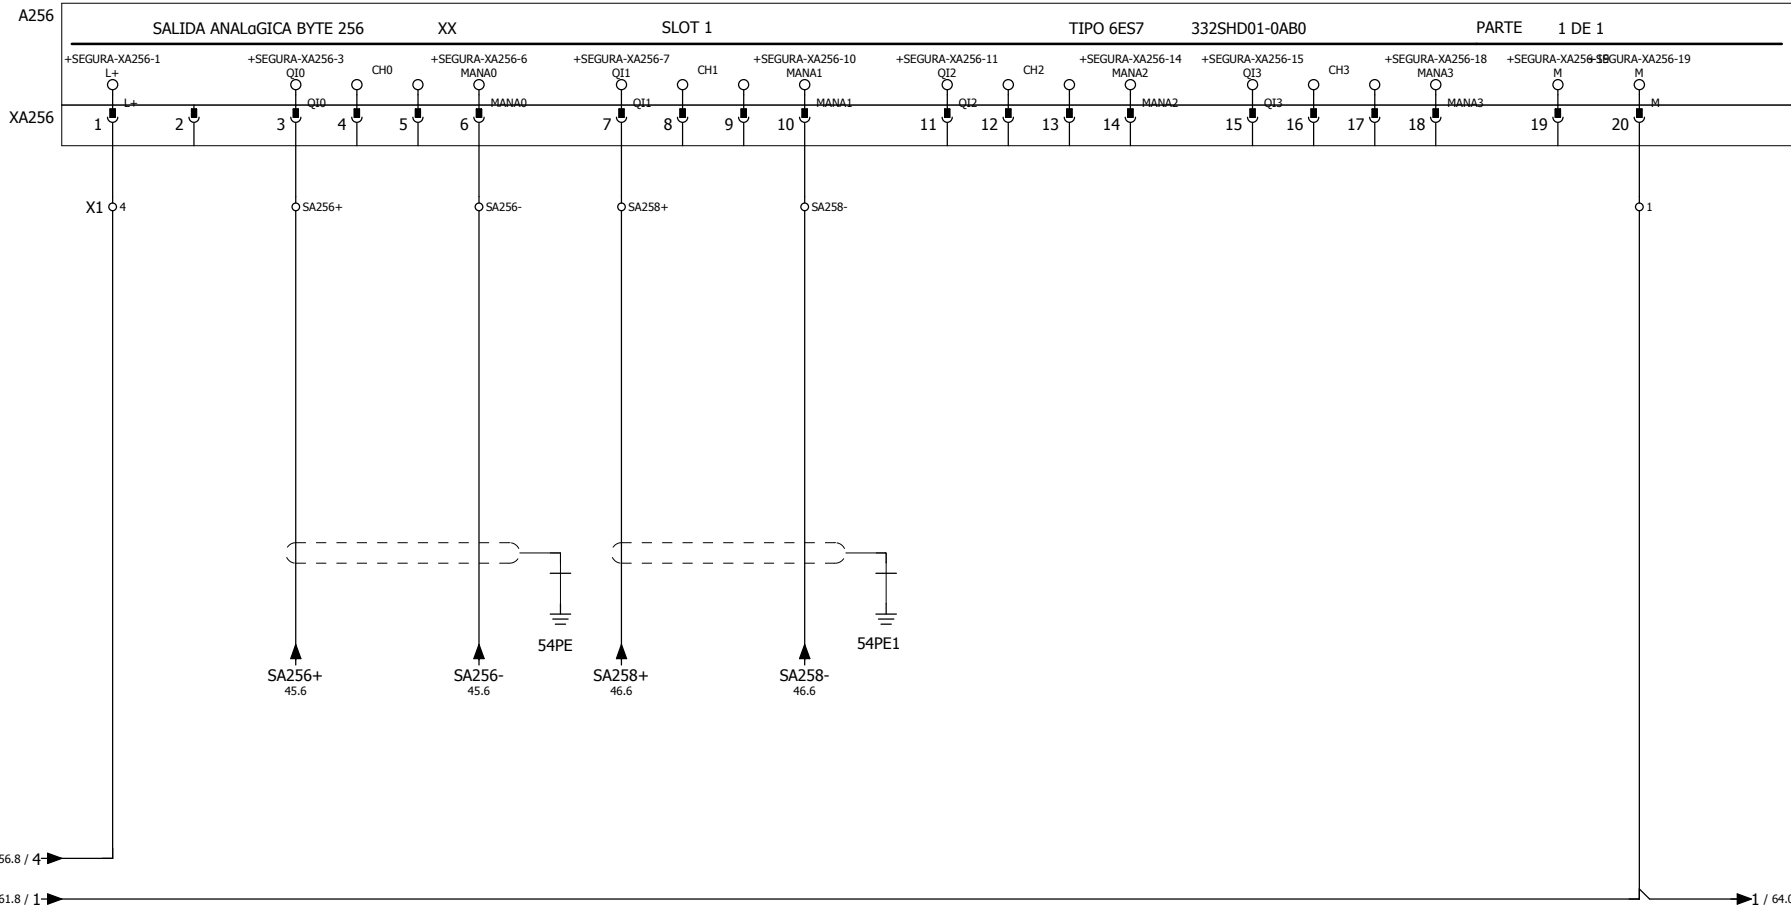 A256
SALIDA ANALɑGICA BYTE 256 XX SLOT 1 TIPO 6ES7 332SHD01-0AB0 PARTE 1 DE 1
+SEGURA-XA256-1 +SEGURA-XA256-3 +SEGURA-XA256-6 +SEGURA-XA256-7 +SEGURA-XA256-10 +SEGURA-XA256-11 +SEGURA-XA256-14 +SEGURA-XA256-15 +SEGURA-XA256-18 +SEGURA-XA256-19
L+ QI0 CH0 MANA0 QI1 CH1 MANA1 QI2 CH2 MANA2 QI3 CH3 MANA3 M M
L+ QI0 MANA0 QI1 MANA1 QI2 MANA2 QI3 MANA3 M
XA256 1 2 3 4 5 6 7 8 9 10 11 12 13 14 15 16 17 18 19 20
X1 4 SA256+ SA256- SA258+ SA258- 1
54PE 54PE1
SA256+ SA256- SA258+ SA258-
45.6 45.6 46.6 46.6
56.8 / 4
61.8 / 1 1 / 64.0